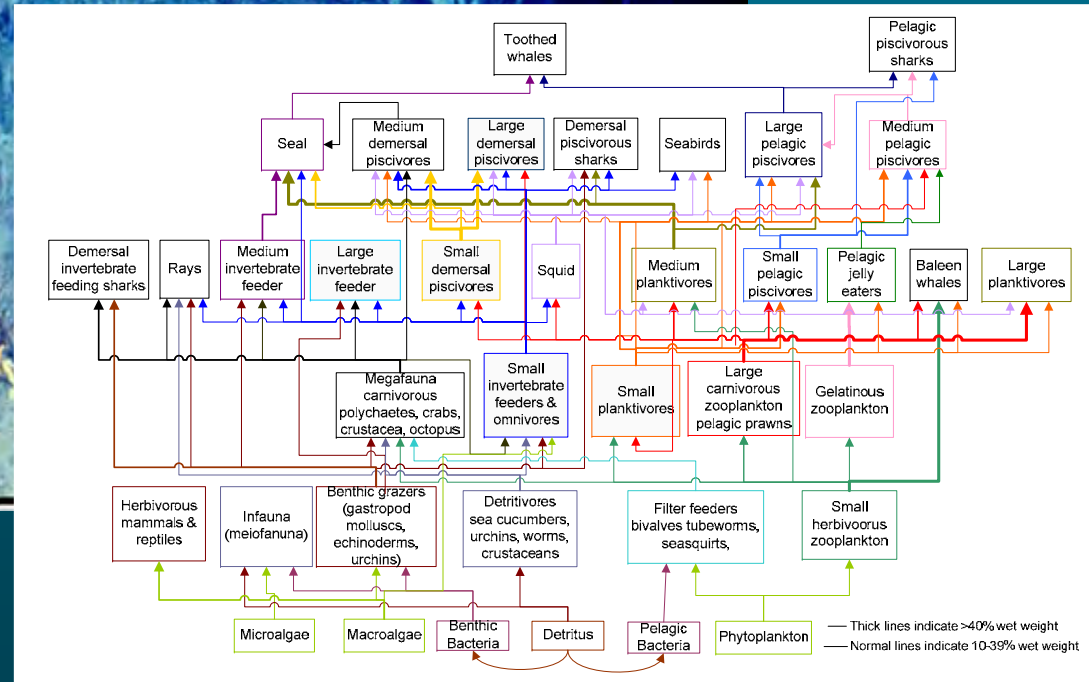 Toothed
whales
Pelagic
piscivorous
sharks
Seal
Medium
demersal
piscivores
Large
demersal
piscivores
Demersal
piscivorous
sharks
Seabirds
Large
pelagic
piscivores
Medium
pelagic
piscivores
Demersal
invertebrate
feeding sharks
Rays
Medium
invertebrate
feeder
Large
invertebrate
feeder
Small
demersal
piscivores
Squid
Medium
planktivores
Small
pelagic
piscivores
Pelagic
jelly
eaters
Baleen
whales
Large
planktivores
Megafauna
carnivorous
polychaetes, crabs,
crustacea, octopus
Small
invertebrate
feeders &
omnivores
Small
planktivores
Large
carnivorous
zooplankton
pelagic prawns
Gelatinous
zooplankton
Herbivorous
mammals &
reptiles
Infauna
(meiofanuna)
Benthic grazers
(gastropod
molluscs,
echinoderms,
urchins)
Detritivores
sea cucumbers,
urchins, worms,
crustaceans
Filter feeders
bivalves tubeworms,
seasquirts,
Small
herbivoorus
zooplankton
Microalgae
Macroalgae
Benthic
Bacteria
Detritus
Pelagic
Bacteria
Phytoplankton
Thick lines indicate >40% wet weight
Normal lines indicate 10-39% wet weight